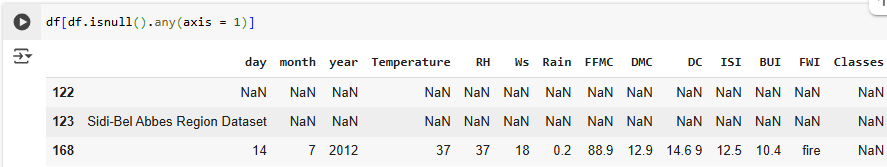 df[df.isnull().any(axis = 1)]
day month year Temperature RH Ws Rain FFMC DMC DC ISI BUI FWI Classes
122 NaN NaN NaN NaN NaN NaN NaN NaN NaN NaN NaN NaN NaN NaN
123 Sidi-Bel Abbes Region Dataset NaN NaN NaN NaN NaN NaN NaN NaN NaN NaN NaN NaN NaN
168 14 7 2012 37 37 18 0.2 88.9 12.9 14.6 9 12.5 10.4 fire NaN